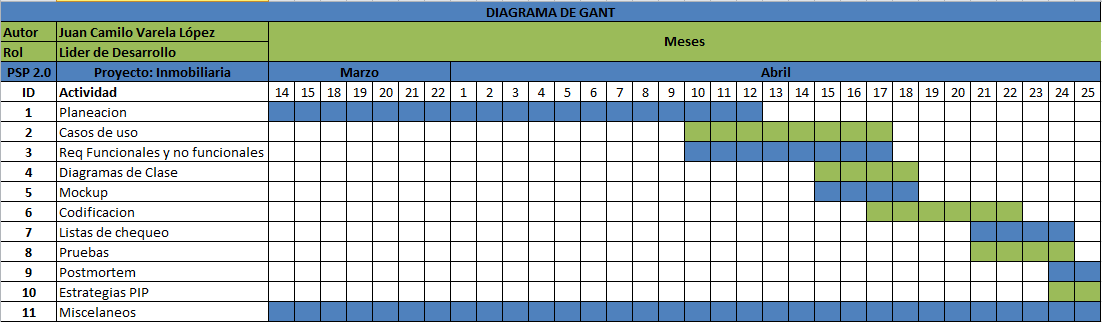 DIAGRAMA DE GANT
Autor Juan Camilo Varela López
Meses
Rol Lider de Desarrollo
PSP 2.0 Proyecto: Inmobiliaria Marzo Abril
ID Actividad 14 15 18 19 20 21 22 1 2 3 4 5 6 7 8 9 10 11 12 13 14 15 16 17 18 19 20 21 22 23 24 25
1 Planeacion
2 Casos de uso
3 Req Funcionales y no funcionales
4 Diagramas de Clase
5 Mockup
6 Codificacion
7 Listas de chequeo
8 Pruebas
9 Postmortem
10 Estrategias PIP
11 Miscelaneos